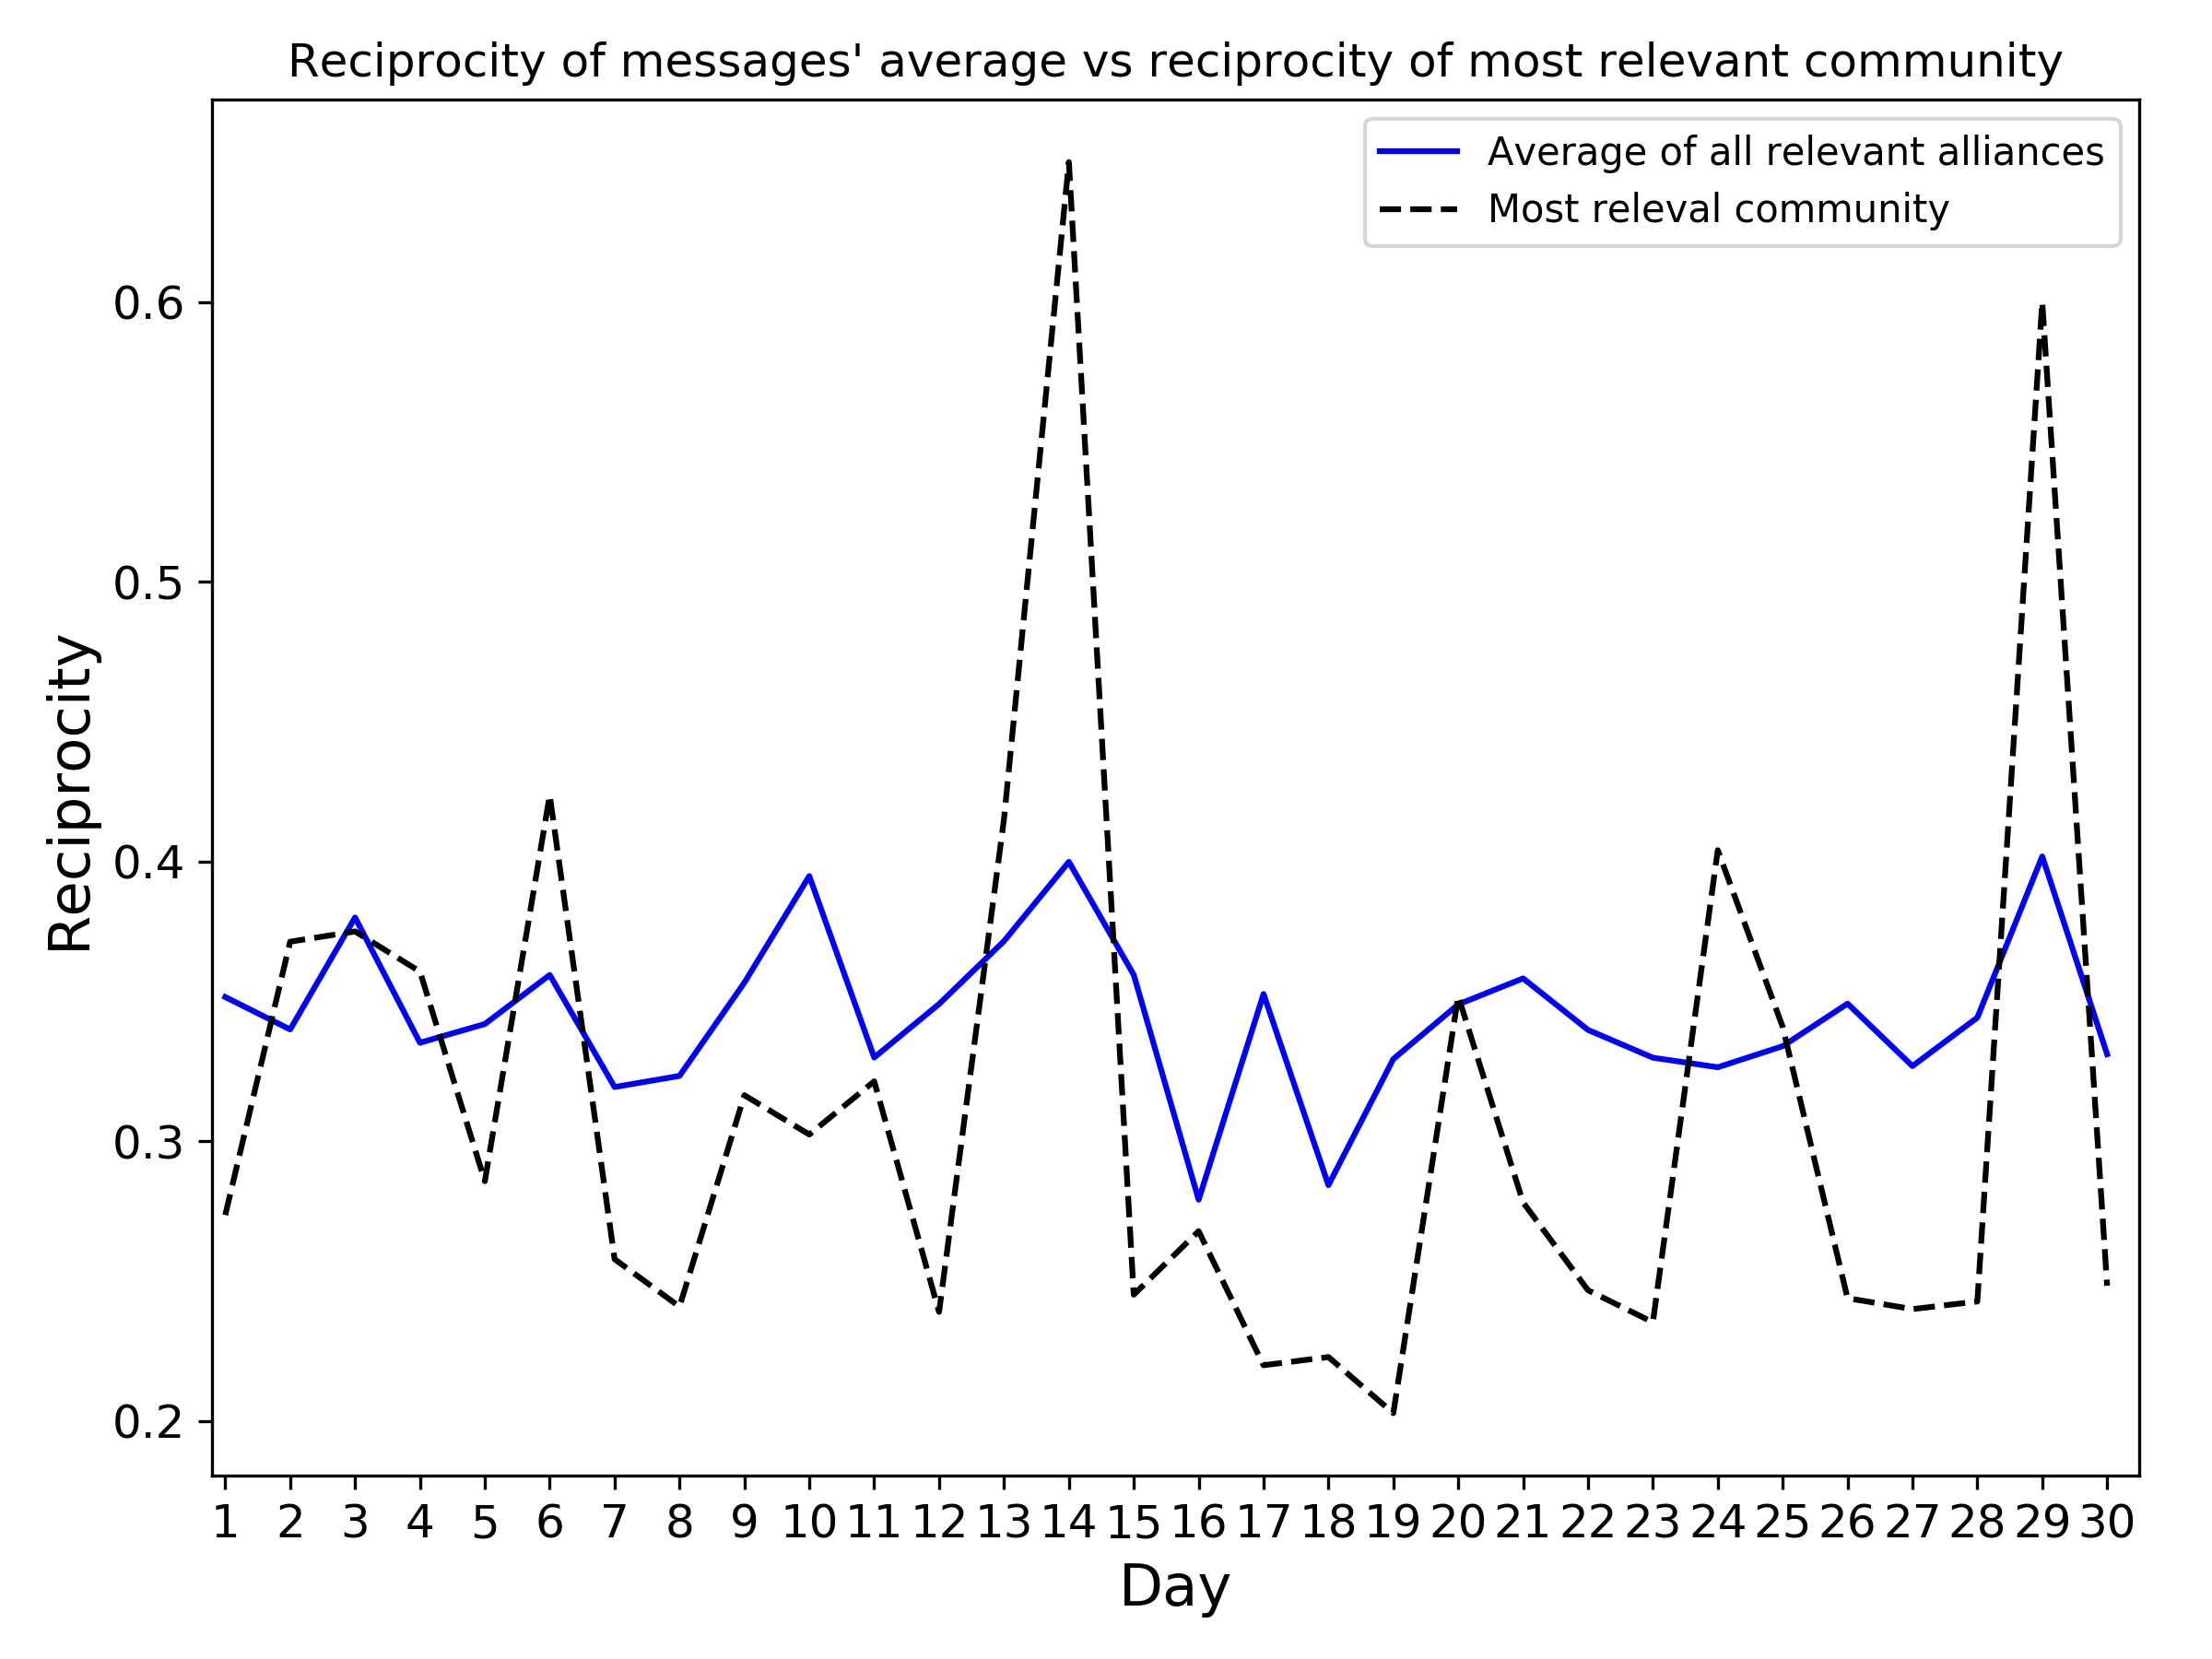 Reciprocity of messages' average vs reciprocity of most relevant community
Average of all relevant alliances
Most releval community
Reciprocity
0.6
0.5
0.4
0.3
0.2
1 2 3 4 5 6 7 8 9 10 11 12 13 14 15 16 17 18 19 20 21 22 23 24 25 26 27 28 29 30
Day